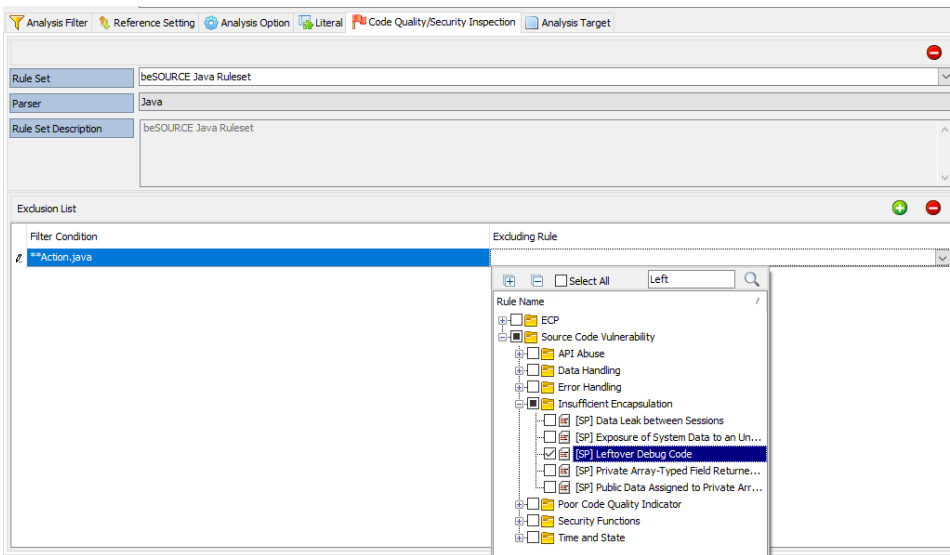 Analysis Filter Reference Setting Analysis Option Literal Code Quality/Security Inspection Analysis Target
Rule Set beSOURCE Java Ruleset
Parser Java
Rule Set Description beSOURCE Java Ruleset
Exclusion List
Filter Condition Excluding Rule
**Action.java
Select All Left
Rule Name
ECP
Source Code Vulnerability
API Abuse
Data Handling
Error Handling
Insufficient Encapsulation
[SP] Data Leak between Sessions
[SP] Exposure of System Data to an Un...
[SP] Leftover Debug Code
[SP] Private Array-Typed Field Returne...
[SP] Public Data Assigned to Private Arr...
Poor Code Quality Indicator
Security Functions
Time and State